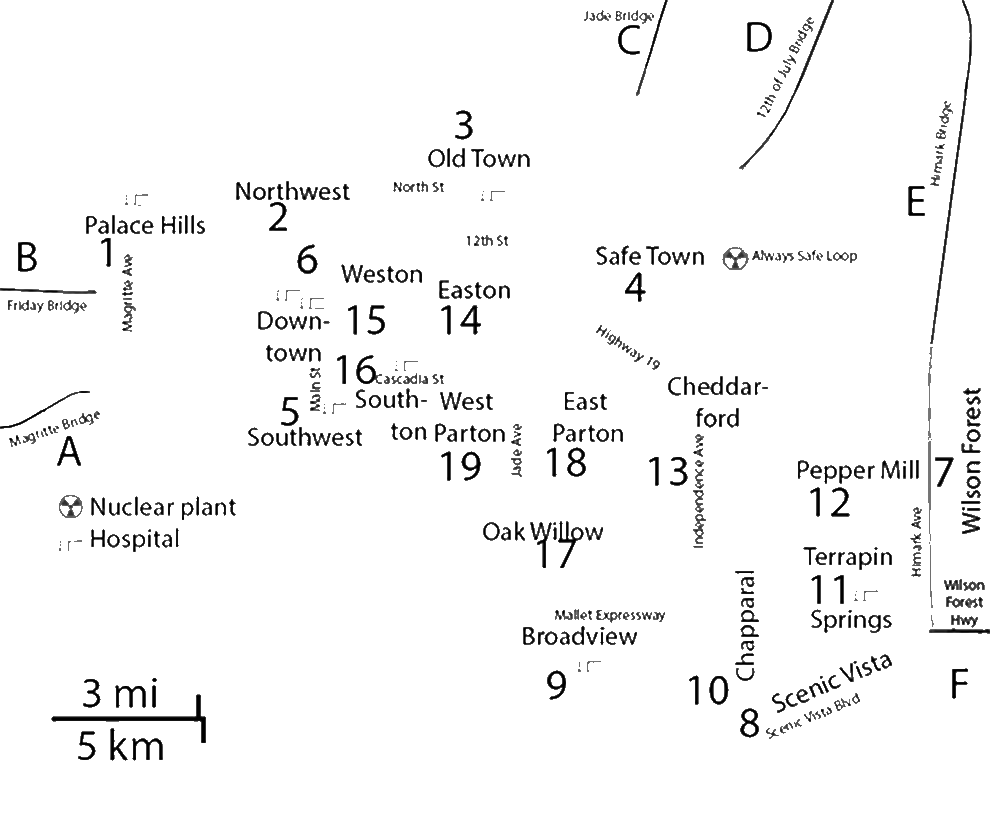 Jade Bridge
C
D
12th of July Bridge
3
Old Town
Himark Bridge
Northwest
North St
2
Palace Hills
E
B
1
12th St
6
Safe Town
Always Safe Loop
Weston
4
Magritte Ave
Easton
Friday Bridge
Down-
15
14
town
Highway 19
16
Cascadia St
Main St
Cheddar-
5
South-
West
East
ford
Magritte Bridge
Southwest
ton
Parton
Jade Ave
Parton
A
19
18
13
Independence Ave
Pepper Mill
7
Wilson Forest
12
Nuclear plant
Oak Willow
17
Hospital
Himark Ave
Terrapin
11
Wilson
Forest
Hwy
Springs
Chapparal
Mallet Expressway
Broadview
9
10
Scenic Vista
F
8
Scenic Vista Blvd
3 mi
5 km